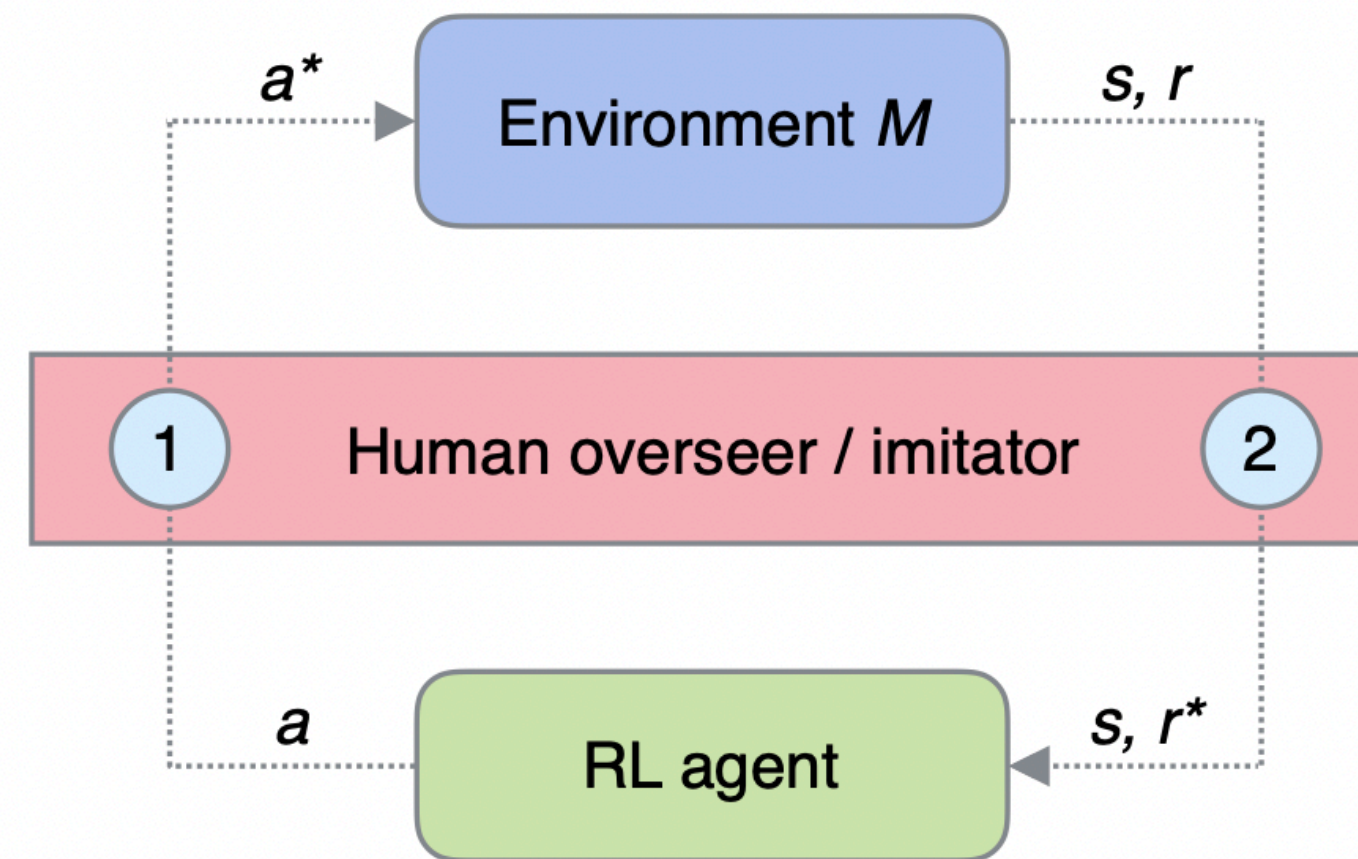 a*
Environment M
s, r
1
Human overseer / imitator
2
a
RL agent
s, r*